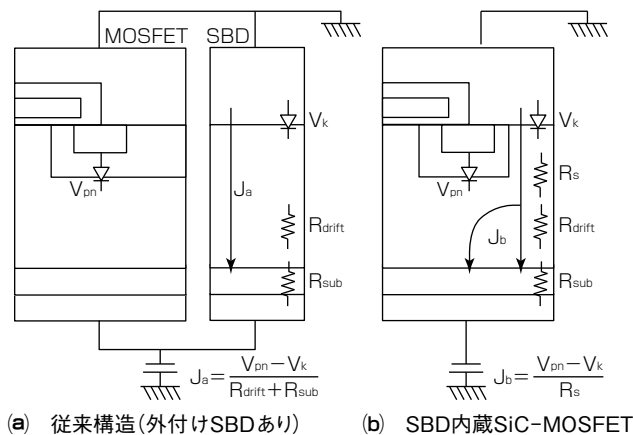 MOSFET SBD
Vk
Vpn
Ja
Rdrift
Rsub
Ja=Vpn−Vk/Rdrift+Rsub
(a) 従来構造(外付けSBDあり)
Vk
Vpn
Rs
Rdrift
Jb
Rsub
Jb=Vpn−Vk/Rs
(b) SBD内蔵SiC-MOSFET